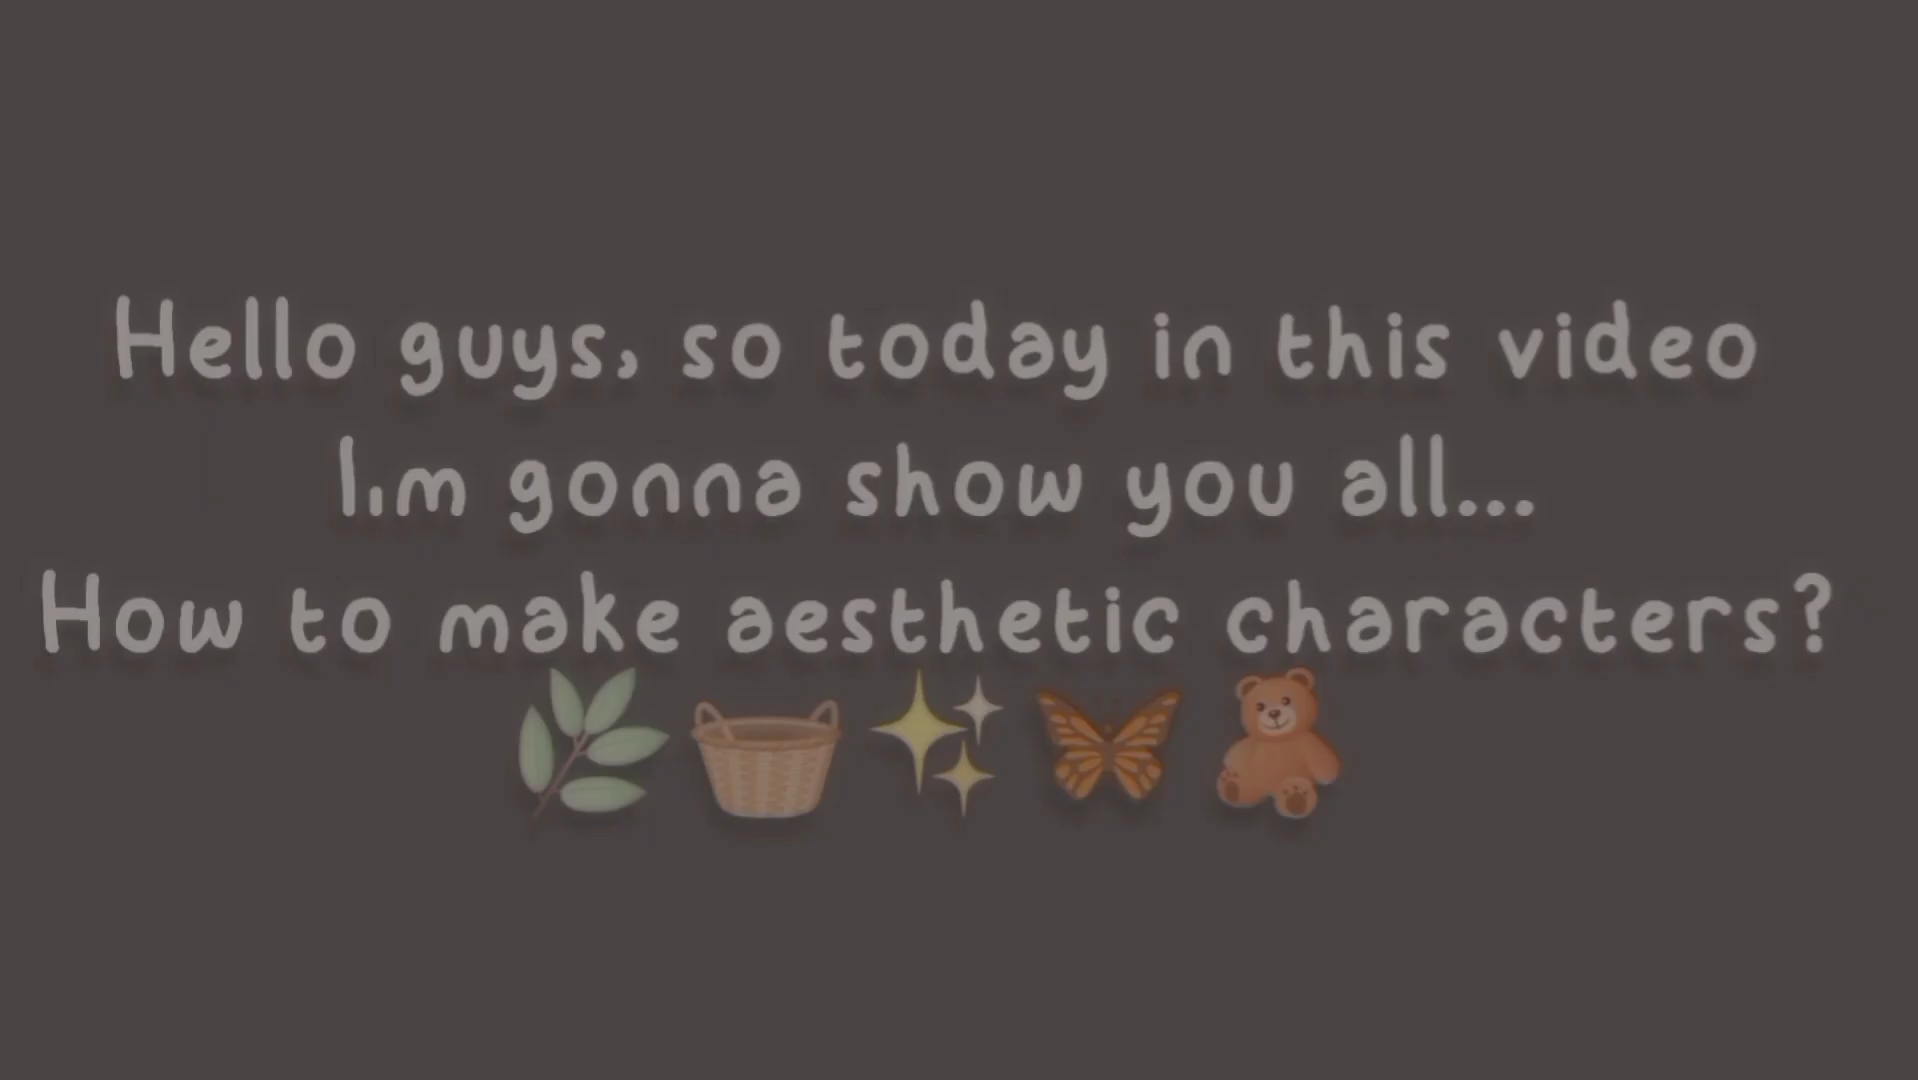 Hello guys, so today in this video
I,m gonna show you all...
How to make aesthetic characters?